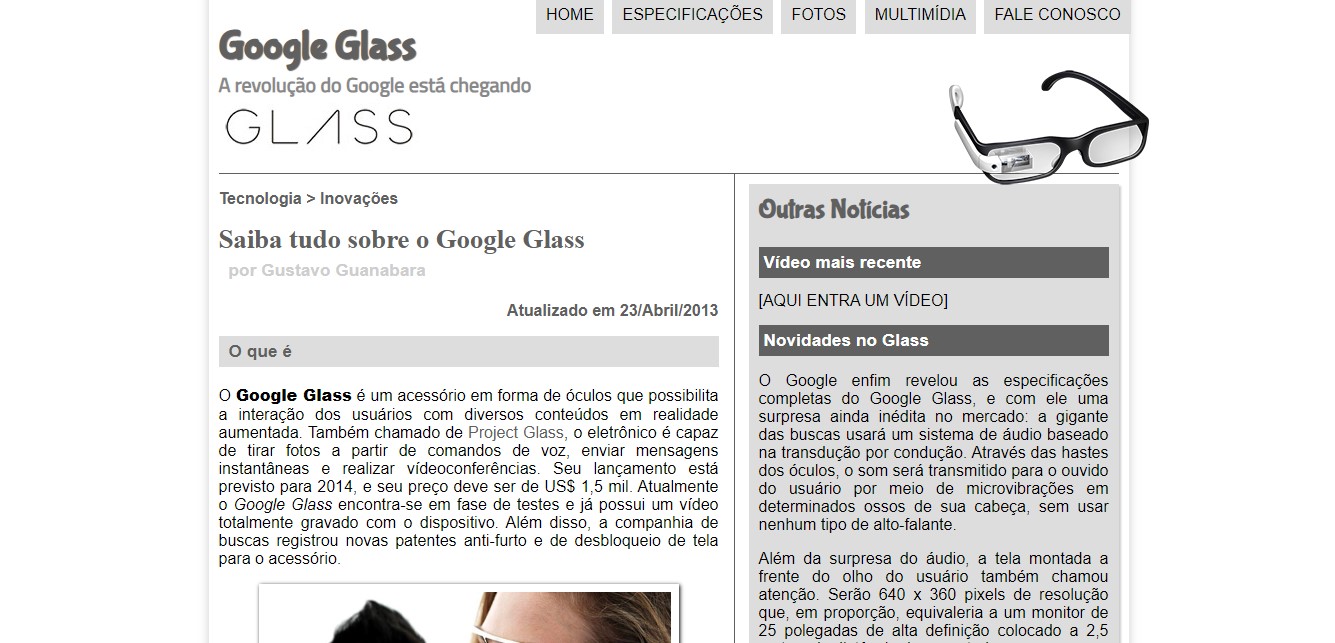 HOME ESPECIFICAÇÕES FOTOS MULTIMÍDIA FALE CONOSCO
Google Glass
A revolução do Google está chegando
GLASS
Tecnologia > Inovações
Saiba tudo sobre o Google Glass
por Gustavo Guanabara
Atualizado em 23/Abril/2013
O que é
O Google Glass é um acessório em forma de óculos que possibilita
a interação dos usuários com diversos conteúdos em realidade
aumentada. Também chamado de Project Glass, o eletrônico é capaz
de tirar fotos a partir de comandos de voz, enviar mensagens
instantâneas e realizar vídeoconferências. Seu lançamento está
previsto para 2014, e seu preço deve ser de US$ 1,5 mil. Atualmente
o Google Glass encontra-se em fase de testes e já possui um vídeo
totalmente gravado com o dispositivo. Além disso, a companhia de
buscas registrou novas patentes anti-furto e de desbloqueio de tela
para o acessório.
Outras Notícias
Vídeo mais recente
[AQUI ENTRA UM VÍDEO]
Novidades no Glass
O Google enfim revelou as especificações
completas do Google Glass, e com ele uma
surpresa ainda inédita no mercado: a gigante
das buscas usará um sistema de áudio baseado
na transdução por condução. Através das hastes
dos óculos, o som será transmitido para o ouvido
do usuário por meio de microvibrações em
determinados ossos de sua cabeça, sem usar
nenhum tipo de alto-falante.
Além da surpresa do áudio, a tela montada a
frente do olho do usuário também chamou
atenção. Serão 640 x 360 pixels de resolução
que, em proporção, equivaleria a um monitor de
25 polegadas de alta definição colocado a 2,5